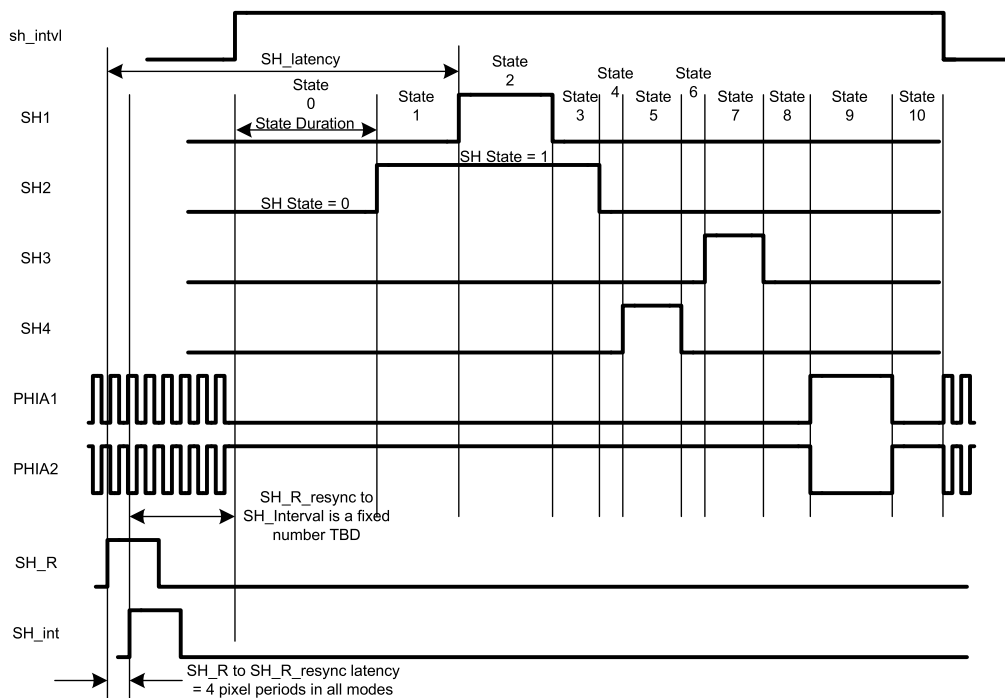 sh_intvl
SH_latency
State
0
State Duration
State
1
State
2
State
3
State
4
State
5
State
6
State
7
State
8
State
9
State
10
SH1
SH State = 1
SH2
SH State = 0
SH3
SH4
PHIA1
PHIA2
SH_R_resync to
SH_Interval is a fixed
number TBD
SH_R
SH_int
SH_R to SH_R_resync latency
= 4 pixel periods in all modes